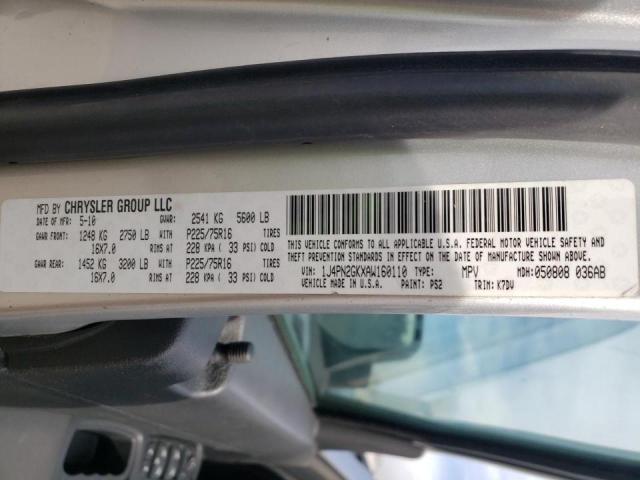 MFD BY CHRYSLER GROUP LLC
DATE OF MFR: 5-10 GVWR: 2541 KG 5600 LB
GAWR FRONT: 1248 KG 2750 LB WITH P225/75R16 TIRES
16X7.0 RIMS AT 228 KPA ( 33 PSI) COLD
GAWR REAR: 1452 KG 3200 LB WITH P225/75R16 TIRES
16X7.0 RIMS AT 228 KPA ( 33 PSI) COLD
THIS VEHICLE CONFORMS TO ALL APPLICABLE U.S.A. FEDERAL MOTOR VEHICLE SAFETY AND
THEFT PREVENTION STANDARDS IN EFFECT ON THE DATE OF MANUFACTURE SHOWN ABOVE.
VIN: 1J4PN2GKXAW160110 TYPE: MPV MDH: 050808 036AB
VEHICLE MADE IN U.S.A. PAINT: PS2 TRIM: K7DV